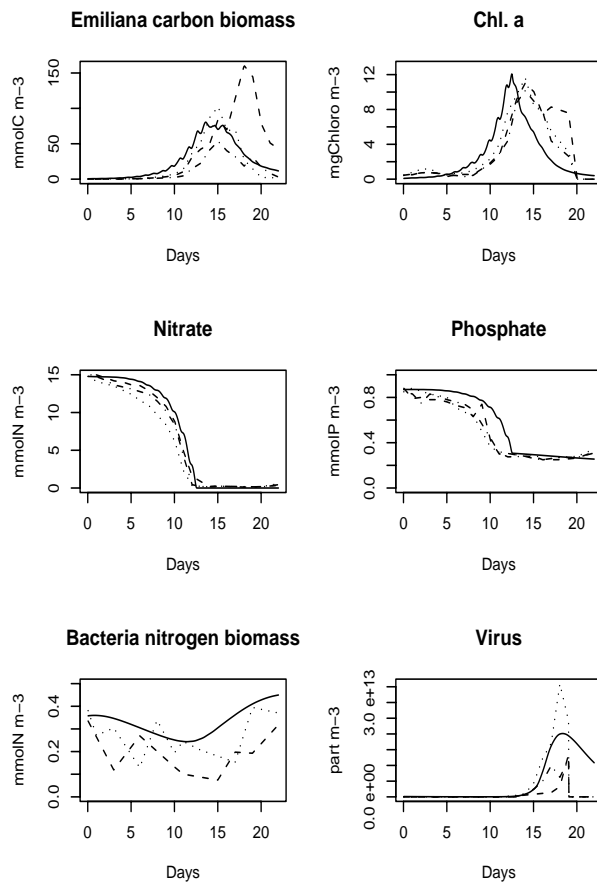 Emiliana carbon biomass
mmolC m−3
0
50
150
0 5 10 15 20
Days
Chl. a
mgChloro m−3
0
4
8
12
0 5 10 15 20
Days
Nitrate
mmolN m−3
0
5
10
15
0 5 10 15 20
Days
Phosphate
mmolP m−3
0.0
0.4
0.8
0 5 10 15 20
Days
Bacteria nitrogen biomass
mmolN m−3
0.0
0.2
0.4
0 5 10 15 20
Days
Virus
part m−3
0.0 e+00
3.0 e+13
0 5 10 15 20
Days